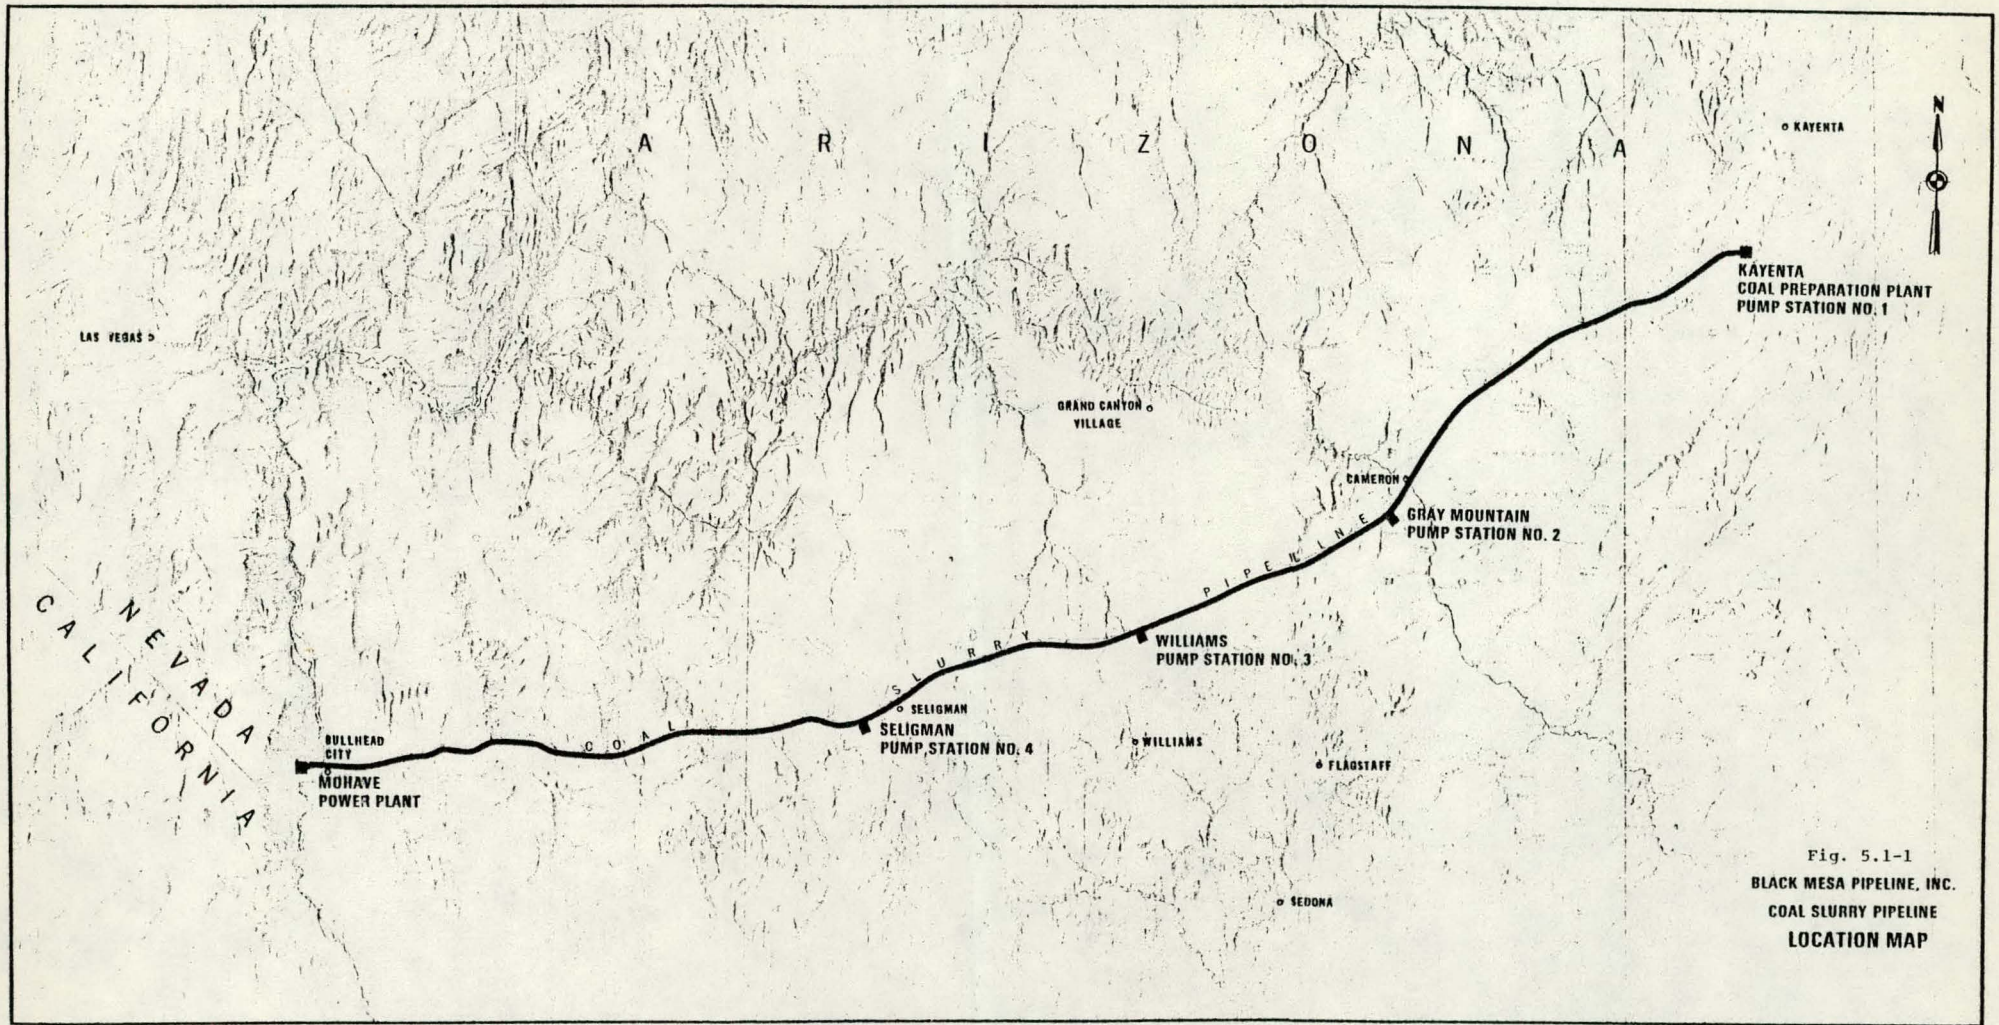 ARIZONA
N
KAYENTA
KAYENTA
COAL PREPARATION PLANT
PUMP STATION NO. 1
LAS VEGAS
GRAND CANYON
VILLAGE
CAMERON
GRAY MOUNTAIN
PUMP STATION NO. 2
COAL SLURRY PIPELINE
WILLIAMS
PUMP STATION NO. 3
NEVADA
CALIFORNIA
SELIGMAN
SELIGMAN
PUMP STATION NO. 4
BULLHEAD
CITY
MOHAVE
POWER PLANT
WILLIAMS
FLAGSTAFF
SEDONA
Fig. 5.1-1
BLACK MESA PIPELINE, INC.
COAL SLURRY PIPELINE
LOCATION MAP